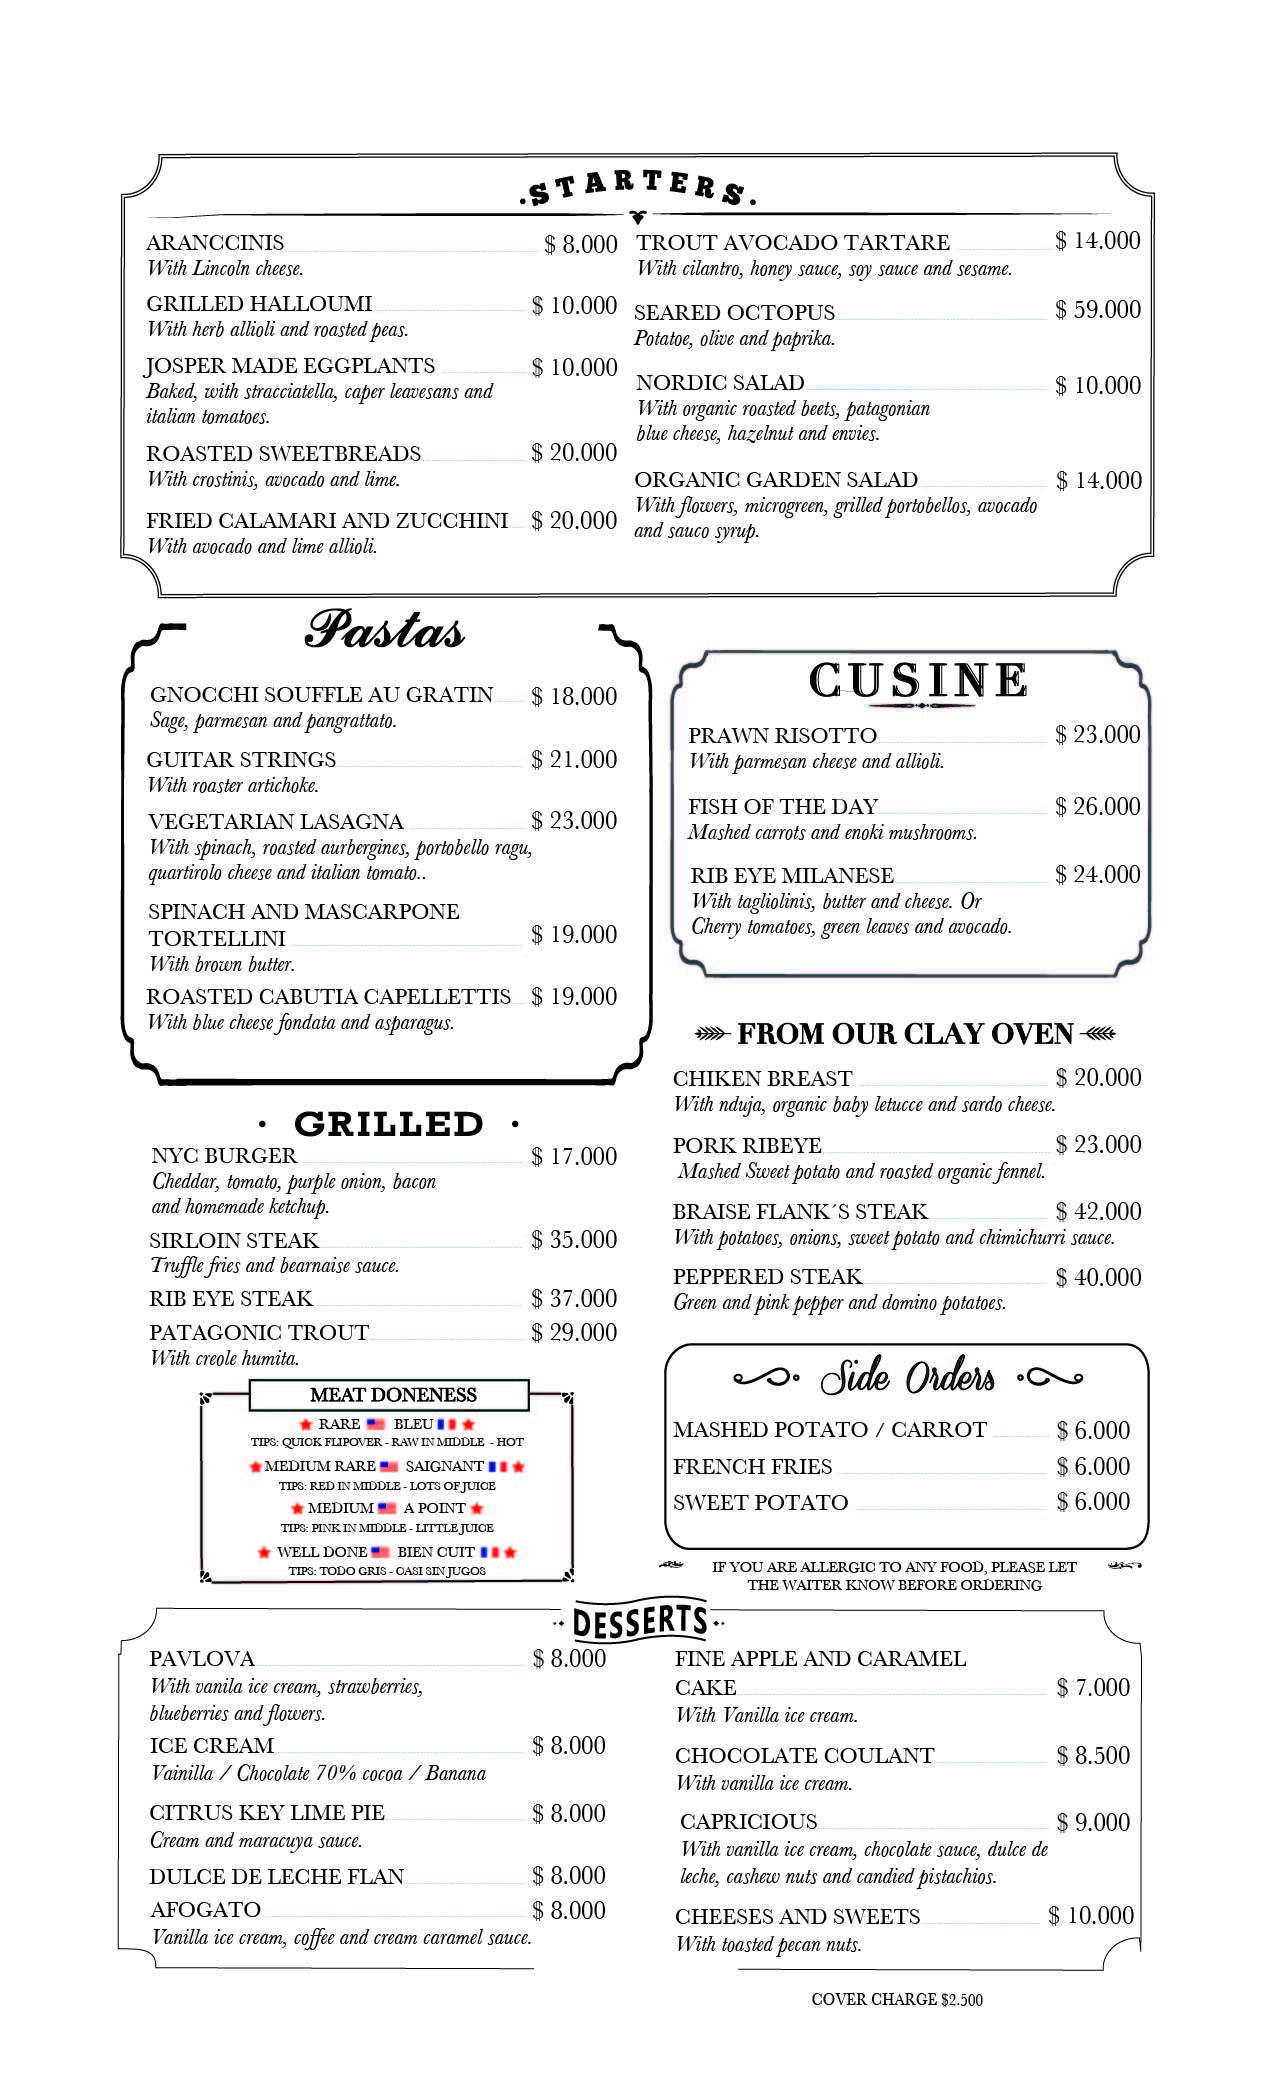 STARTERS
ARANCCINIS $ 8.000
With Lincoln cheese.
GRILLED HALLOUMI $ 10.000
With herb allioli and roasted peas.
JOSPER MADE EGGPLANTS $ 10.000
Baked, with stracciatella, caper leavesans and
italian tomatoes.
ROASTED SWEETBREADS $ 20.000
With crostinis, avocado and lime.
FRIED CALAMARI AND ZUCCHINI $ 20.000
With avocado and lime allioli.
TROUT AVOCADO TARTARE $ 14.000
With cilantro, honey sauce, soy sauce and sesame.
SEARED OCTOPUS $ 59.000
Potatoe, olive and paprika.
NORDIC SALAD $ 10.000
With organic roasted beets, patagonian
blue cheese, hazelnut and envies.
ORGANIC GARDEN SALAD $ 14.000
With flowers, microgreen, grilled portobellos, avocado
and sauco syrup.
Pastas
GNOCCHI SOUFFLE AU GRATIN $ 18.000
Sage, parmesan and pangrattato.
GUITAR STRINGS $ 21.000
With roaster artichoke.
VEGETARIAN LASAGNA $ 23.000
With spinach, roasted aurbergines, portobello ragu,
quartirolo cheese and italian tomato..
SPINACH AND MASCARPONE
TORTELLINI $ 19.000
With brown butter.
ROASTED CABUTIA CAPELLETTIS $ 19.000
With blue cheese fondata and asparagus.
CUSINE
PRAWN RISOTTO $ 23.000
With parmesan cheese and allioli.
FISH OF THE DAY $ 26.000
Mashed carrots and enoki mushrooms.
RIB EYE MILANESE $ 24.000
With tagliolinis, butter and cheese. Or
Cherry tomatoes, green leaves and avocado.
FROM OUR CLAY OVEN
CHIKEN BREAST $ 20.000
With nduja, organic baby letucce and sardo cheese.
PORK RIBEYE $ 23.000
Mashed Sweet potato and roasted organic fennel.
BRAISE FLANK´S STEAK $ 42.000
With potatoes, onions, sweet potato and chimichurri sauce.
PEPPERED STEAK $ 40.000
Green and pink pepper and domino potatoes.
· GRILLED ·
NYC BURGER $ 17.000
Cheddar, tomato, purple onion, bacon
and homemade ketchup.
SIRLOIN STEAK $ 35.000
Truffle fries and bearnaise sauce.
RIB EYE STEAK $ 37.000
PATAGONIC TROUT $ 29.000
With creole humita.
MEAT DONENESS
RARE BLEU
TIPS: QUICK FLIPOVER - RAW IN MIDDLE - HOT
MEDIUM RARE SAIGNANT
TIPS: RED IN MIDDLE - LOTS OF JUICE
MEDIUM A POINT
TIPS: PINK IN MIDDLE - LITTLE JUICE
WELL DONE BIEN CUIT
TIPS: TODO GRIS - CASI SIN JUGOS
Side Orders
MASHED POTATO / CARROT $ 6.000
FRENCH FRIES $ 6.000
SWEET POTATO $ 6.000
IF YOU ARE ALLERGIC TO ANY FOOD, PLEASE LET
THE WAITER KNOW BEFORE ORDERING
DESSERTS
PAVLOVA $ 8.000
With vanila ice cream, strawberries,
blueberries and flowers.
ICE CREAM $ 8.000
Vainilla / Chocolate 70% cocoa / Banana
CITRUS KEY LIME PIE $ 8.000
Cream and maracuya sauce.
DULCE DE LECHE FLAN $ 8.000
AFOGATO $ 8.000
Vanilla ice cream, coffee and cream caramel sauce.
FINE APPLE AND CARAMEL
CAKE $ 7.000
With Vanilla ice cream.
CHOCOLATE COULANT $ 8.500
With vanilla ice cream.
CAPRICIOUS $ 9.000
With vanilla ice cream, chocolate sauce, dulce de
leche, cashew nuts and candied pistachios.
CHEESES AND SWEETS $ 10.000
With toasted pecan nuts.
COVER CHARGE $2.500